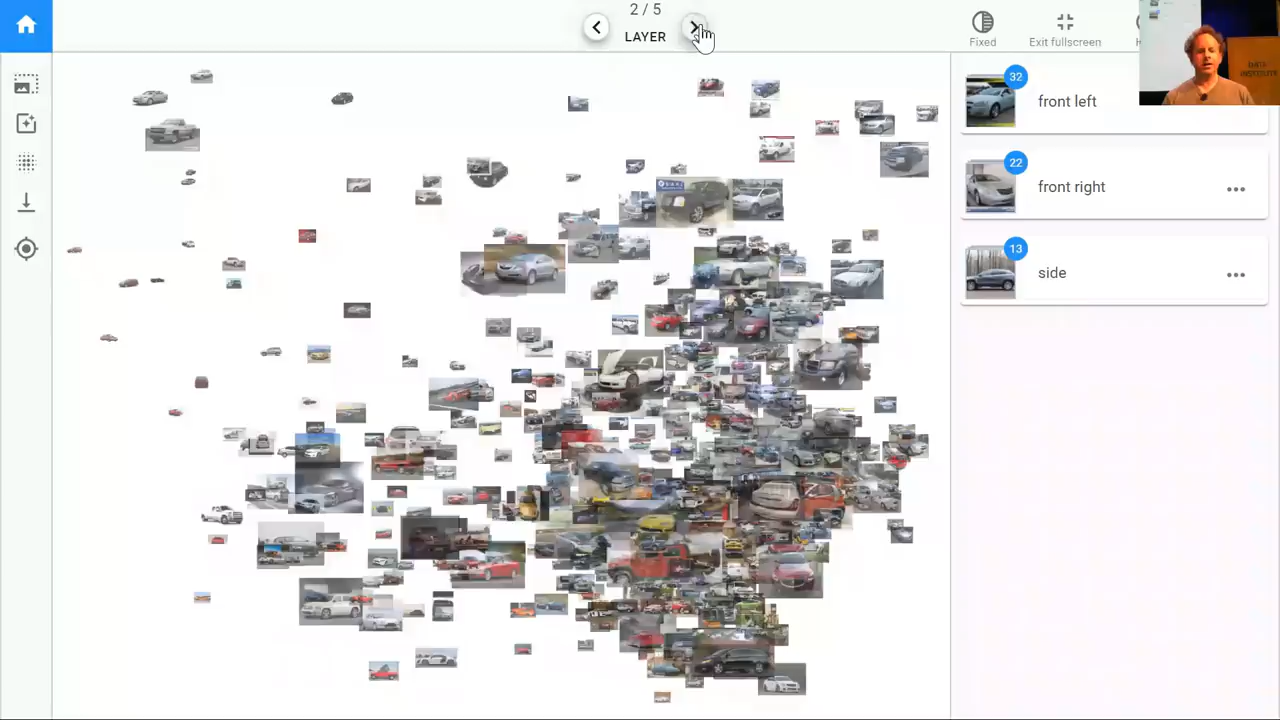 2 / 5
LAYER
Fixed
Exit fullscreen
32
front left
22
front right
13
side